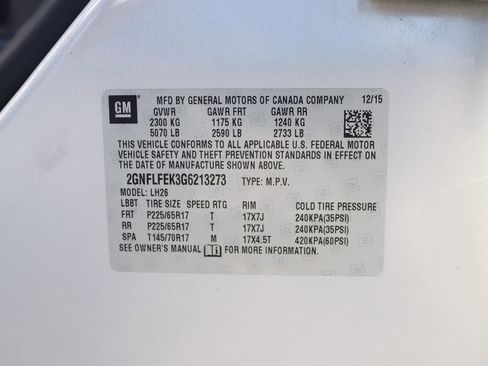 GM
MFD BY GENERAL MOTORS OF CANADA COMPANY 12/15
GVWR GAWR FRT GAWR RR
2300 KG 1175 KG 1240 KG
5070 LB 2590 LB 2733 LB
THIS VEHICLE CONFORMS TO ALL APPLICABLE U.S. FEDERAL MOTOR
VEHICLE SAFETY AND THEFT PREVENTION STANDARDS IN EFFECT ON
THE DATE OF MANUFACTURE SHOWN ABOVE.
2GNFLFEK3G6213273 TYPE: M.P.V.
MODEL: LH26
LBBT TIRE SIZE SPEED RTG RIM COLD TIRE PRESSURE
FRT P225/65R17 T 17X7J 240KPA(35PSI)
RR P225/65R17 T 17X7J 240KPA(35PSI)
SPA T145/70R17 M 17X4.5T 420KPA(60PSI)
SEE OWNER'S MANUAL FOR MORE INFORMATION.